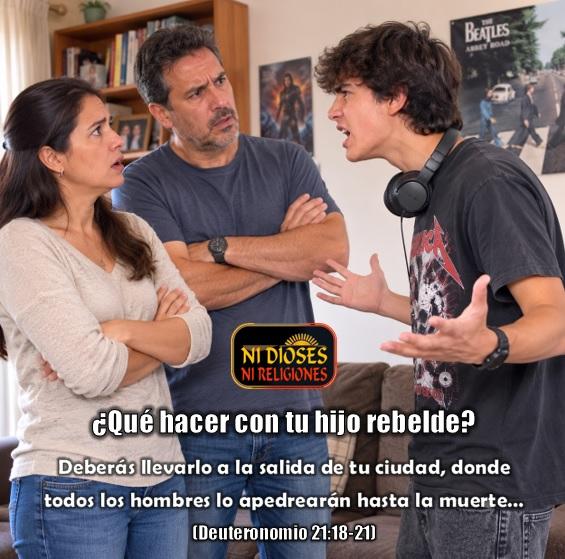 THE
BEATLES
ABBEY ROAD
NI DIOSES
NI RELIGIONES
¿Qué hacer con tu hijo rebelde?
Deberás llevarlo a la salida de tu ciudad, donde
todos los hombres lo apedrearán hasta la muerte...
(Deuteronomio 21:18-21)